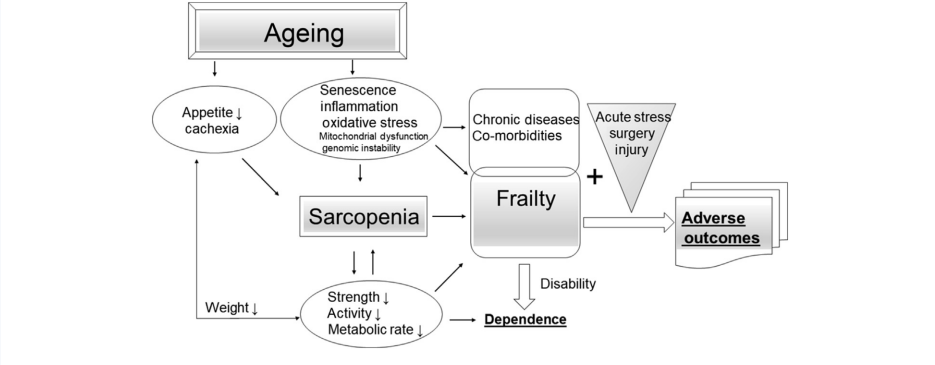 Ageing
Appetite ↓
cachexia
Senescence
inflammation
oxidative stress
Mitochondrial dysfunction
genomic instability
Chronic diseases
Co-morbidities
Acute stress
surgery
injury
+
Sarcopenia
Frailty
Adverse
outcomes
Weight ↓
Strength ↓
Activity ↓
Metabolic rate ↓
Disability
Dependence